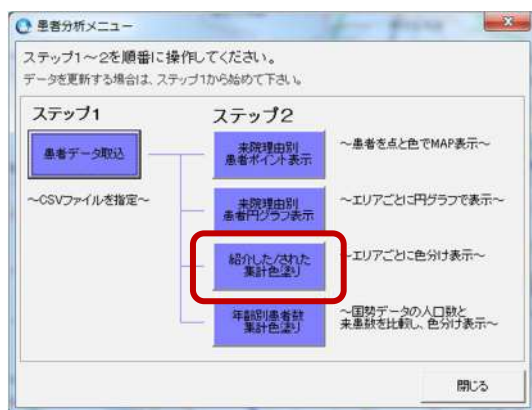 患者分析メニュー
ステップ1～2を順番に操作してください。
データを更新する場合は、ステップ1から始めて下さい。
ステップ1
ステップ2
患者データ取込
～CSVファイルを指定～
来院理由別
患者ポイント表示
～患者を点と色でMAP表示～
来院理由別
患者円グラフ表示
～エリアごとに円グラフで表示～
紹介した/された
集計色塗り
～エリアごとに色分け表示～
年齢別患者数
集計色塗り
～国勢データの人口数と
来患数を比較し、色分け表示～
閉じる